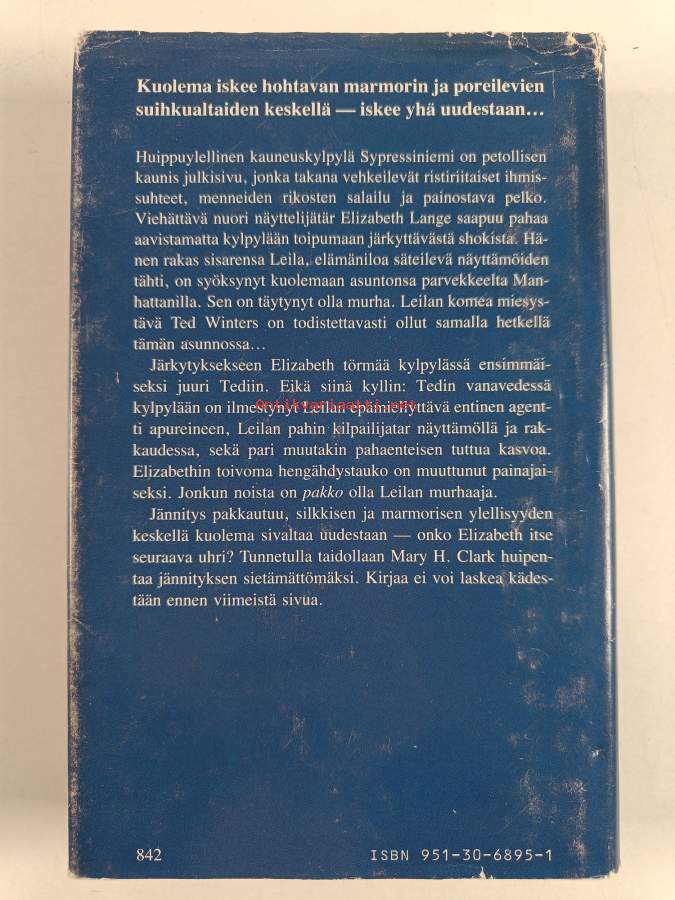 Kuolema iskee hohtavan marmorin ja poreilevien
suihkualtaiden keskellä — iskee yhä uudestaan...
Huippuylellinen kauneuskylpylä Sypressiniemi on petollisen
kaunis julkisivu, jonka takana vehkeilevät ristiriitaiset ihmis-
suhteet, menneiden rikosten salailu ja painostava pelko.
Viehättävä nuori näyttelijätär Elizabeth Lange saapuu pahaa
aavistamatta kylpylään toipumaan järkyttävästä shokista. Hä-
nen rakas sisarensa Leila, elämäniloa säteilevä näyttämöiden
tähti, on syöksynyt kuolemaan asuntonsa parvekkeelta Man-
hattanilla. Sen on täytynyt olla murha. Leilan komea miesys-
tävä Ted Winters on todistettavasti ollut samalla hetkellä
tämän asunnossa...
Järkytyksekseen Elizabeth törmää kylpylässä ensimmäi-
seksi juuri Tediin. Eikä siinä kyllin: Tedin vanavedessä
Antikvariaatti.net
kylpylään on ilmestynyt Leilan epämiellyttävä entinen agent-
ti apureineen, Leilan pahin kilpailijatar näyttämöllä ja rak-
kaudessa, sekä pari muutakin pahaenteisen tuttua kasvoa.
Elizabethin toivoma hengähdystauko on muuttunut painajai-
seksi. Jonkun noista on pakko olla Leilan murhaaja.
Jännitys pakkautuu, silkkisen ja marmorisen ylellisyyden
keskellä kuolema sivaltaa uudestaan — onko Elizabeth itse
seuraava uhri? Tunnetulla taidollaan Mary H. Clark huipen-
taa jännityksen sietämättömäksi. Kirjaa ei voi laskea kädes-
tään ennen viimeistä sivua.
842
ISBN 951-30-6895-1